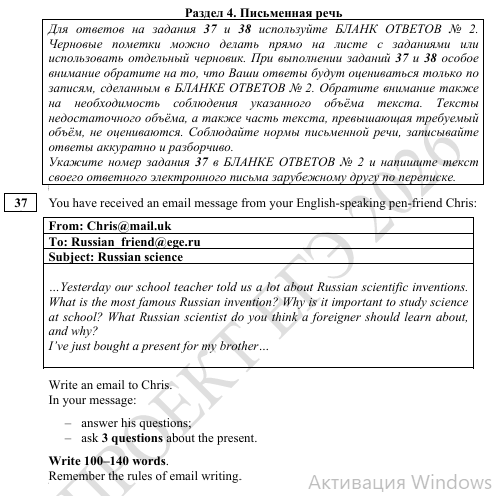 Раздел 4. Письменная речь
Для ответов на задания 37 и 38 используйте БЛАНК ОТВЕТОВ № 2.
Черновые пометки можно делать прямо на листе с заданиями или
использовать отдельный черновик. При выполнении заданий 37 и 38 особое
внимание обратите на то, что Ваши ответы будут оцениваться только по
записям, сделанным в БЛАНКЕ ОТВЕТОВ № 2. Обратите внимание также
на необходимость соблюдения указанного объёма текста. Тексты
недостаточного объёма, а также часть текста, превышающая требуемый
объём, не оцениваются. Соблюдайте нормы письменной речи, записывайте
ответы аккуратно и разборчиво.
Укажите номер задания 37 в БЛАНКЕ ОТВЕТОВ № 2 и напишите текст
своего ответного электронного письма зарубежному другу по переписке.
37 You have received an email message from your English-speaking pen-friend Chris:
From: Chris@mail.uk
To: Russian_friend@ege.ru
Subject: Russian science
…Yesterday our school teacher told us a lot about Russian scientific inventions.
What is the most famous Russian invention? Why is it important to study science
at school? What Russian scientist do you think a foreigner should learn about,
and why?
I’ve just bought a present for my brother…
Write an email to Chris.
In your message:
– answer his questions;
– ask 3 questions about the present.
Write 100–140 words.
Remember the rules of email writing.
ПРОЕКТ ЕГЭ 2026
Активация Windows